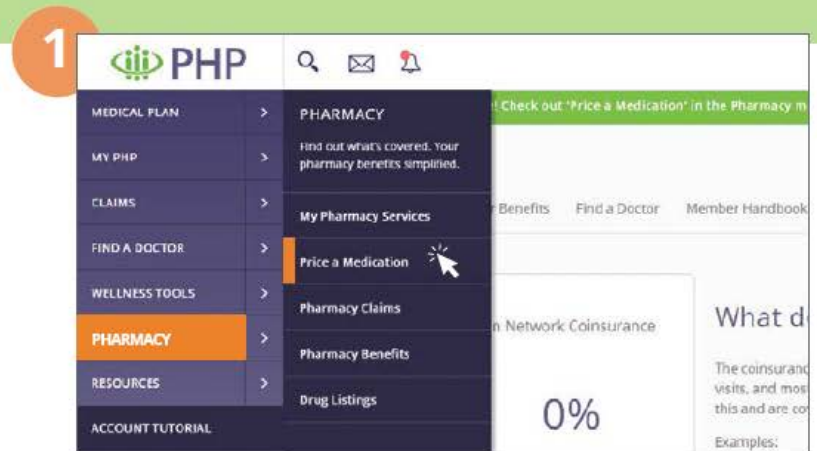 1
PHP
MEDICAL PLAN
MY PHP
CLAIMS
FIND A DOCTOR
WELLNESS TOOLS
PHARMACY
RESOURCES
ACCOUNT TUTORIAL
PHARMACY
Find out what's covered. Your
pharmacy benefits simplified.
My Pharmacy Services
Price a Medication
Pharmacy Claims
Pharmacy Benefits
Drug Listings
! Check out 'Price a Medication' in the Pharmacy m
Benefits Find a Doctor Member Handbook
n Network Coinsurance
0%
What d
The coinsuranc
visits, and mos
this and are co
Examples: